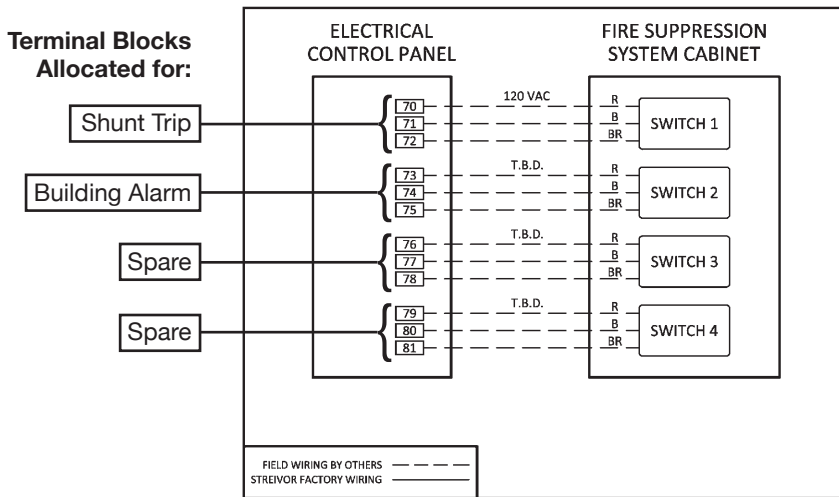 Terminal Blocks
Allocated for:
ELECTRICAL
CONTROL PANEL
FIRE SUPPRESSION
SYSTEM CABINET
Shunt Trip
70
71
72
120 VAC
R
B
BR
SWITCH 1
Building Alarm
73
74
75
T.B.D.
R
B
BR
SWITCH 2
Spare
76
77
78
T.B.D.
R
B
BR
SWITCH 3
Spare
79
80
81
T.B.D.
R
B
BR
SWITCH 4
FIELD WIRING BY OTHERS
STREIVOR FACTORY WIRING